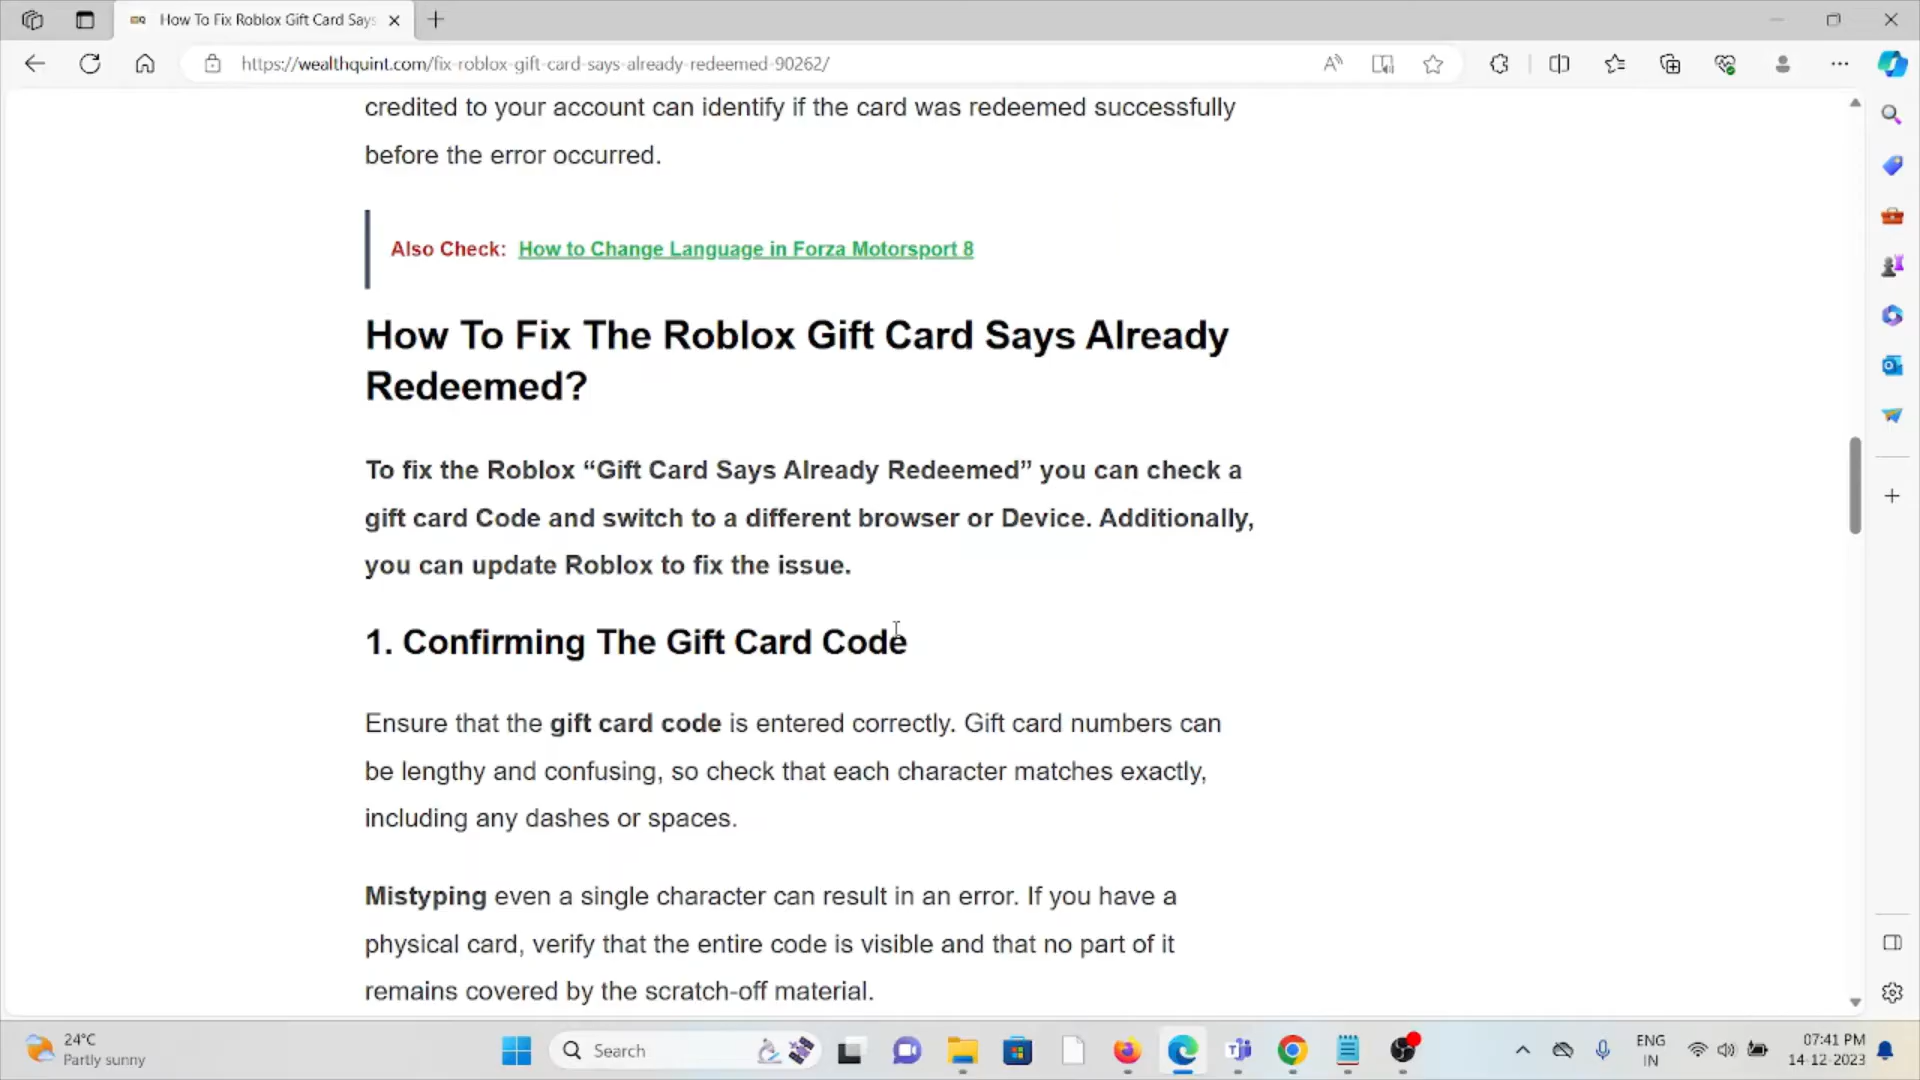 How To Fix Roblox Gift Card Says
https://wealthquint.com/fix-roblox-gift-card-says-already-redeemed-90262/
credited to your account can identify if the card was redeemed successfully
before the error occurred.
Also Check: How to Change Language in Forza Motorsport 8
How To Fix The Roblox Gift Card Says Already
Redeemed?
To fix the Roblox “Gift Card Says Already Redeemed” you can check a
gift card Code and switch to a different browser or Device. Additionally,
you can update Roblox to fix the issue.
1. Confirming The Gift Card Code
Ensure that the gift card code is entered correctly. Gift card numbers can
be lengthy and confusing, so check that each character matches exactly,
including any dashes or spaces.
Mistyping even a single character can result in an error. If you have a
physical card, verify that the entire code is visible and that no part of it
remains covered by the scratch-off material.
24°C
Partly sunny
Search
ENG
IN
07:41 PM
14-12-2023